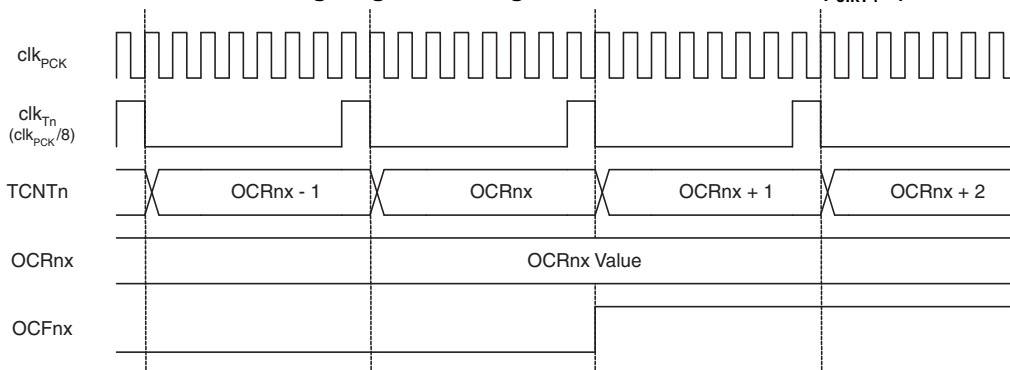 clkPCK
clkTn
(clkPCK/8)
TCNTn
OCRnx - 1
OCRnx
OCRnx + 1
OCRnx + 2
OCRnx
OCRnx Value
OCFnx